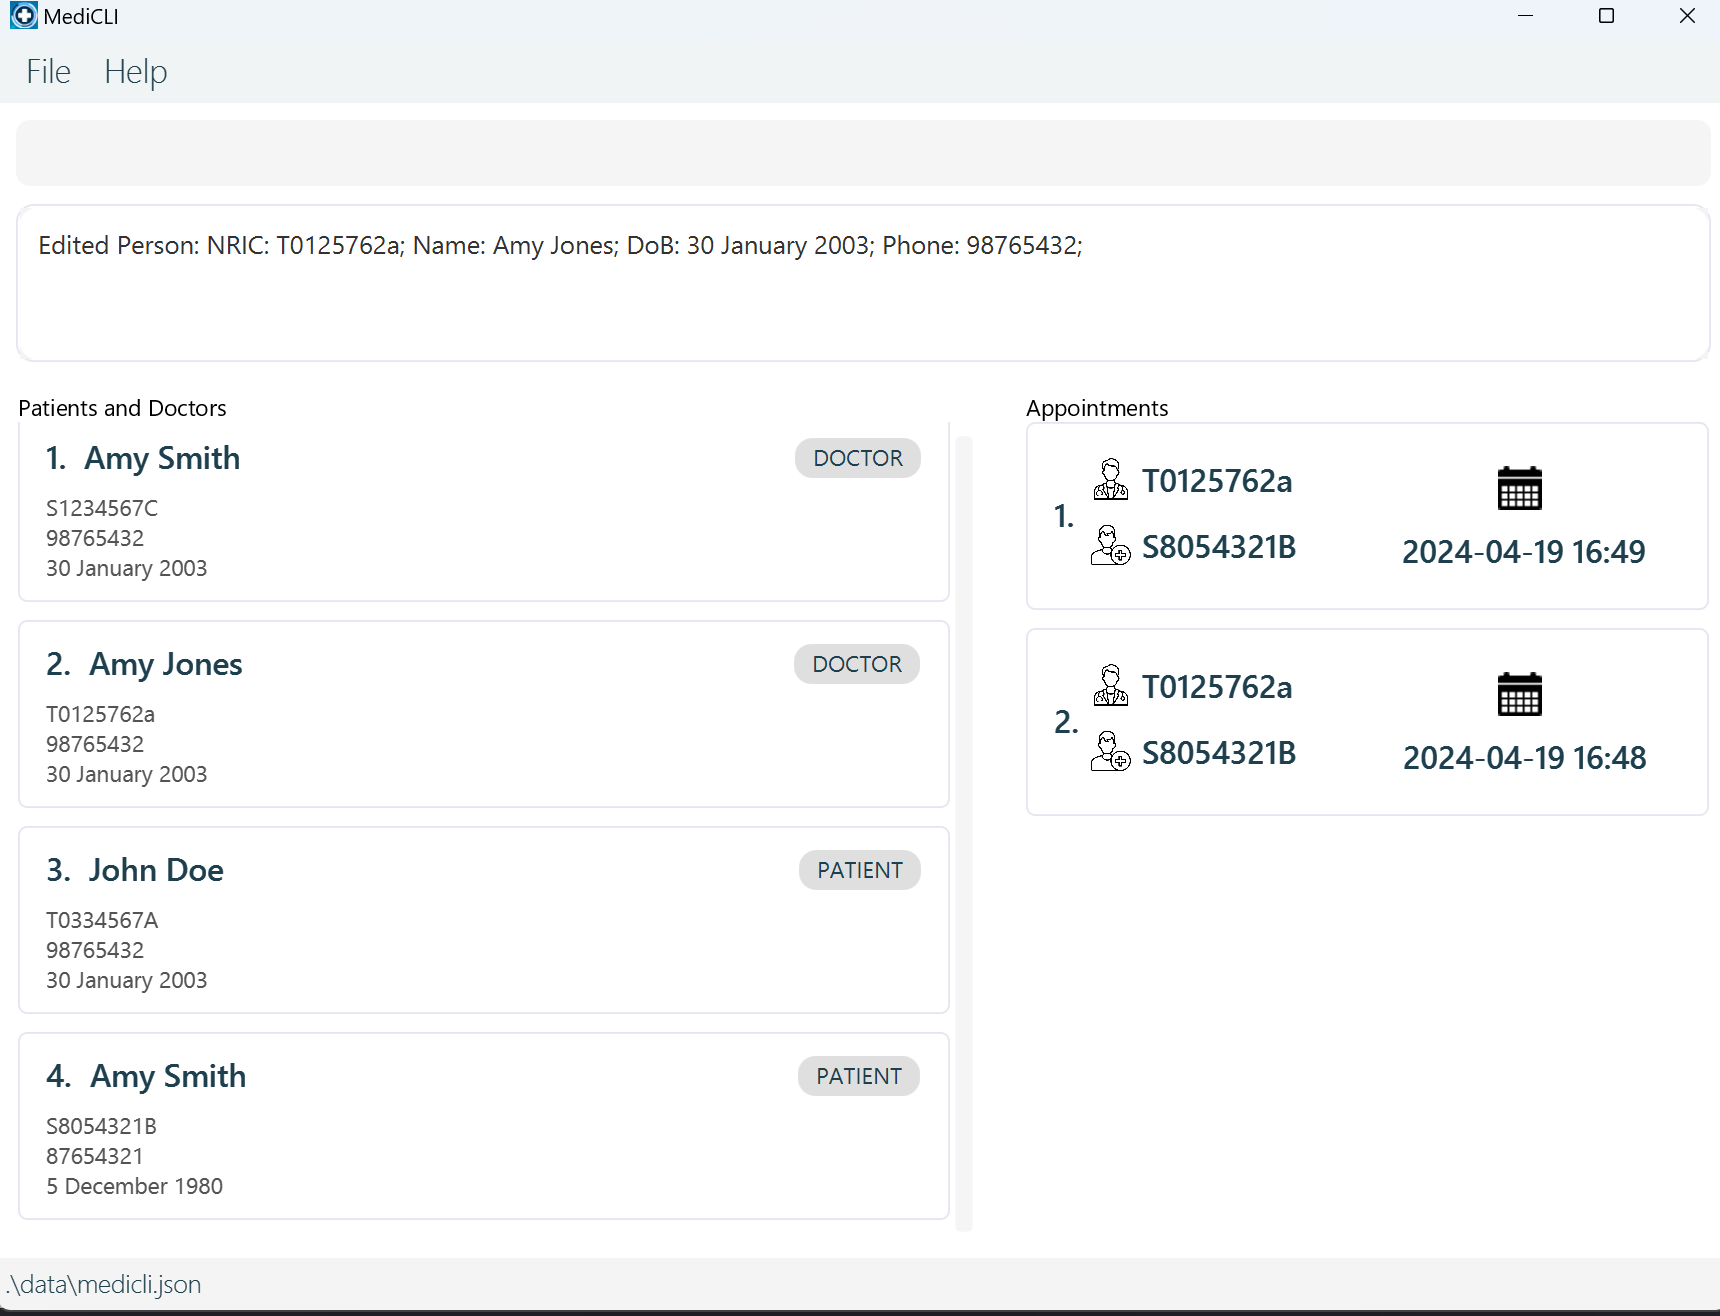 MediCLI
File Help
Edited Person: NRIC: T0125762a; Name: Amy Jones; DoB: 30 January 2003; Phone: 98765432;
Patients and Doctors
1. Amy Smith DOCTOR
S1234567C
98765432
30 January 2003
2. Amy Jones DOCTOR
T0125762a
98765432
30 January 2003
3. John Doe PATIENT
T0334567A
98765432
30 January 2003
4. Amy Smith PATIENT
S8054321B
87654321
5 December 1980
Appointments
1.
T0125762a
S8054321B
2024-04-19 16:49
2.
T0125762a
S8054321B
2024-04-19 16:48
.\data\medicli.json